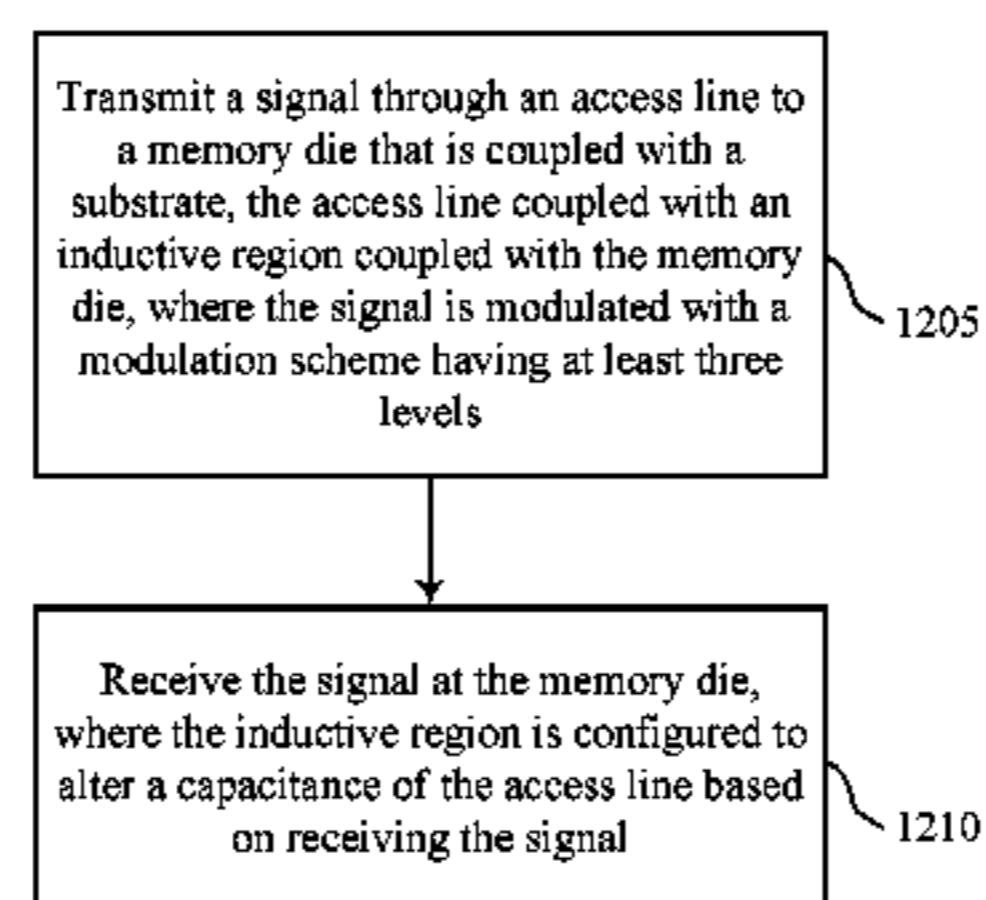 Transmit a signal through an access line to
a memory die that is coupled with a
substrate, the access line coupled with an
inductive region coupled with the memory
die, where the signal is modulated with a
modulation scheme having at least three
levels
1205
Receive the signal at the memory die,
where the inductive region is configured to
alter a capacitance of the access line based
on receiving the signal
1210